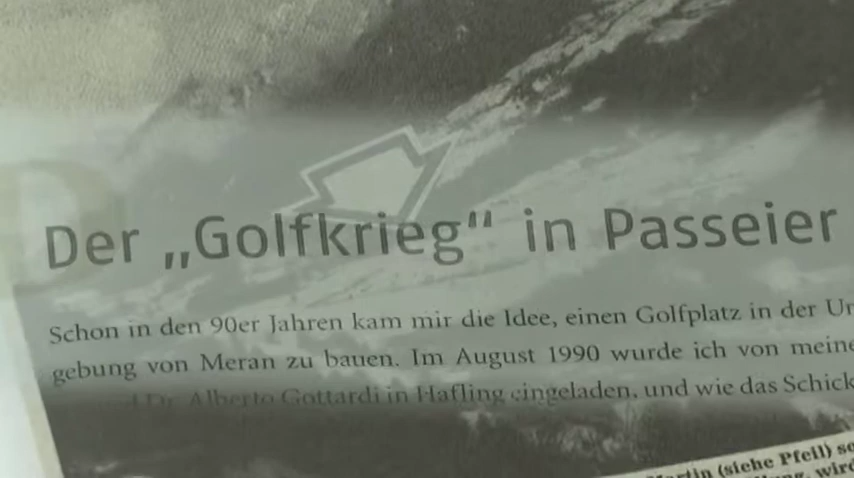 Der „Golfkrieg“ in Passeier
Schon in den 90er Jahren kam mir die Idee, einen Golfplatz in der Um
gebung von Meran zu bauen. Im August 1990 wurde ich von meine
Dr. Alberto Gottardi in Hafling eingeladen, und wie das Schick
(siehe Pfeil)
wird